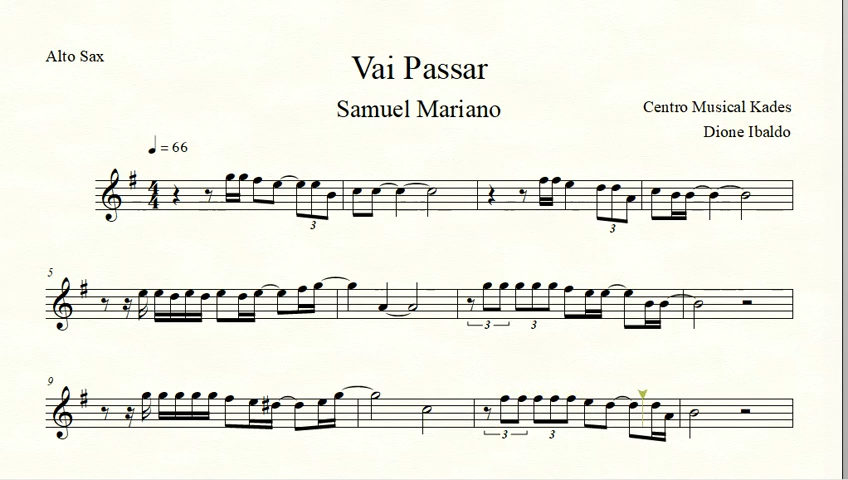 Alto Sax
Vai Passar
Samuel Mariano
Centro Musical Kades
Dione Ibaldo
= 66
4
4
3
3
5
3
3
9
3
3